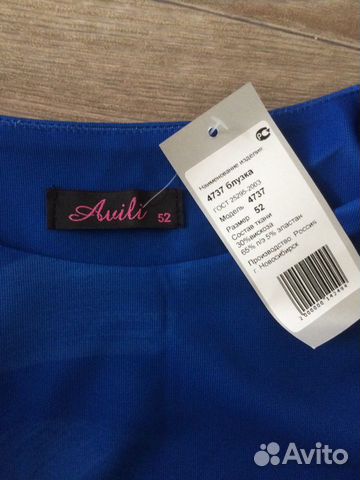 Avili 52
Наименование изделия:
4737 блузка
ГОСТ 25295-2003
Модель 4737
Размер 52
Состав ткани
30%вискоза
65% п/э 5% эластан
Производство. Россия
г. Новосибирск
Avito